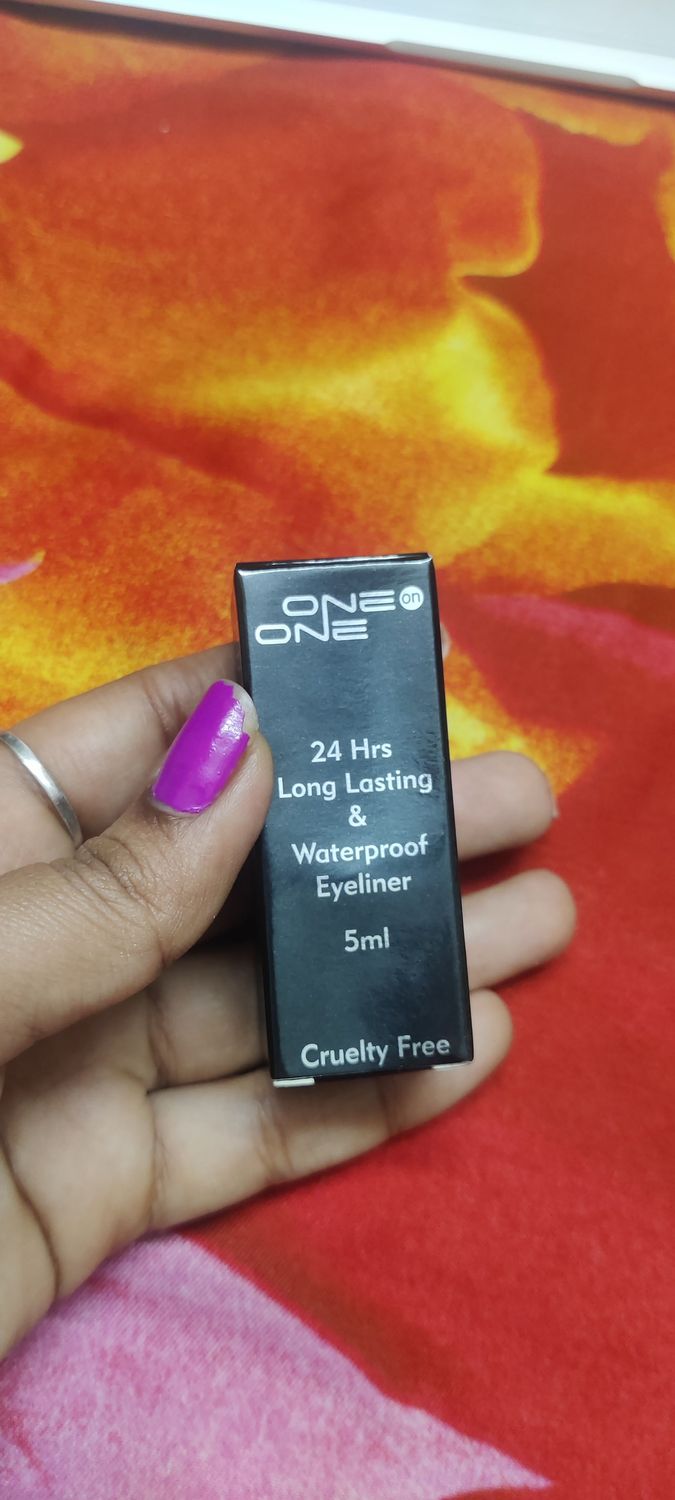 ONE on
ONE
24 Hrs
Long Lasting
&
Waterproof
Eyeliner
5ml
Cruelty Free